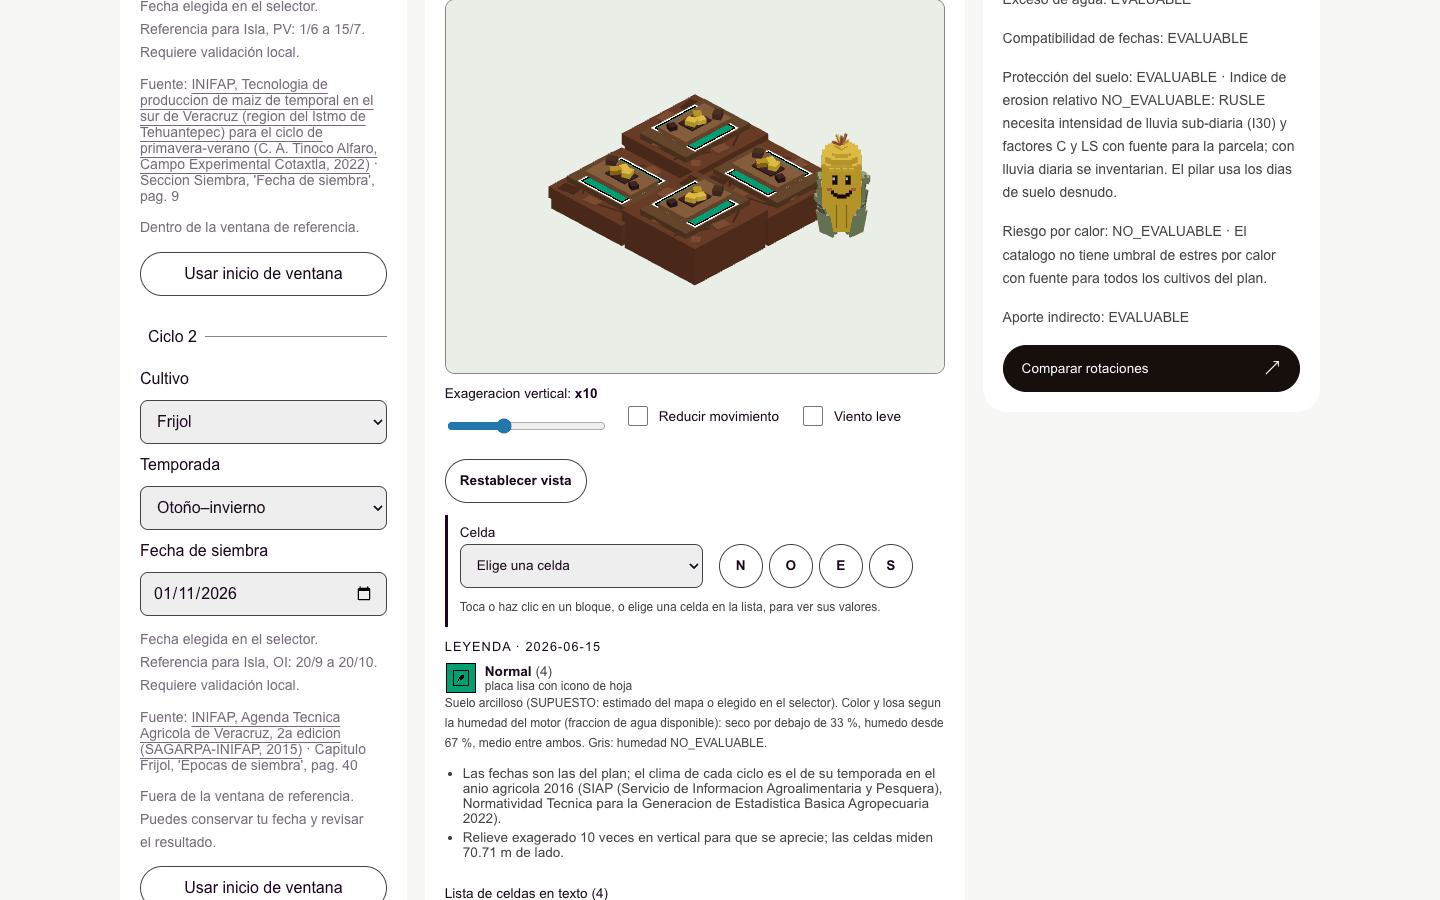 Fecha elegida en el selector.
Referencia para Isla, PV: 1/6 a 15/7.
Requiere validación local.
Fuente: INIFAP, Tecnologia de
produccion de maiz de temporal en el
sur de Veracruz (region del Istmo de
Tehuantepec) para el ciclo de
primavera-verano (C. A. Tinoco Alfaro,
Campo Experimental Cotaxtla, 2022) ·
Seccion Siembra, 'Fecha de siembra',
pag. 9
Dentro de la ventana de referencia.
Usar inicio de ventana
Ciclo 2
Cultivo
Frijol
Temporada
Otoño–invierno
Fecha de siembra
01/11/2026
Fecha elegida en el selector.
Referencia para Isla, OI: 20/9 a 20/10.
Requiere validación local.
Fuente: INIFAP, Agenda Tecnica
Agricola de Veracruz, 2a edicion
(SAGARPA-INIFAP, 2015) · Capitulo
Frijol, 'Epocas de siembra', pag. 40
Fuera de la ventana de referencia.
Puedes conservar tu fecha y revisar
el resultado.
Usar inicio de ventana
Exageracion vertical: x10
Reducir movimiento
Viento leve
Restablecer vista
Celda
Elige una celda
N O E S
Toca o haz clic en un bloque, o elige una celda en la lista, para ver sus valores.
LEYENDA · 2026-06-15
Normal (4)
placa lisa con icono de hoja
Suelo arcilloso (SUPUESTO: estimado del mapa o elegido en el selector). Color y losa segun
la humedad del motor (fraccion de agua disponible): seco por debajo de 33 %, humedo desde
67 %, medio entre ambos. Gris: humedad NO_EVALUABLE.
• Las fechas son las del plan; el clima de cada ciclo es el de su temporada en el
anio agricola 2016 (SIAP (Servicio de Informacion Agroalimentaria y Pesquera),
Normatividad Tecnica para la Generacion de Estadistica Basica Agropecuaria
2022).
• Relieve exagerado 10 veces en vertical para que se aprecie; las celdas miden
70.71 m de lado.
Lista de celdas en texto (4)
Exceso de agua: EVALUABLE
Compatibilidad de fechas: EVALUABLE
Protección del suelo: EVALUABLE · Indice de
erosion relativo NO_EVALUABLE: RUSLE
necesita intensidad de lluvia sub-diaria (I30) y
factores C y LS con fuente para la parcela; con
lluvia diaria se inventarian. El pilar usa los dias
de suelo desnudo.
Riesgo por calor: NO_EVALUABLE · El
catalogo no tiene umbral de estres por calor
con fuente para todos los cultivos del plan.
Aporte indirecto: EVALUABLE
Comparar rotaciones